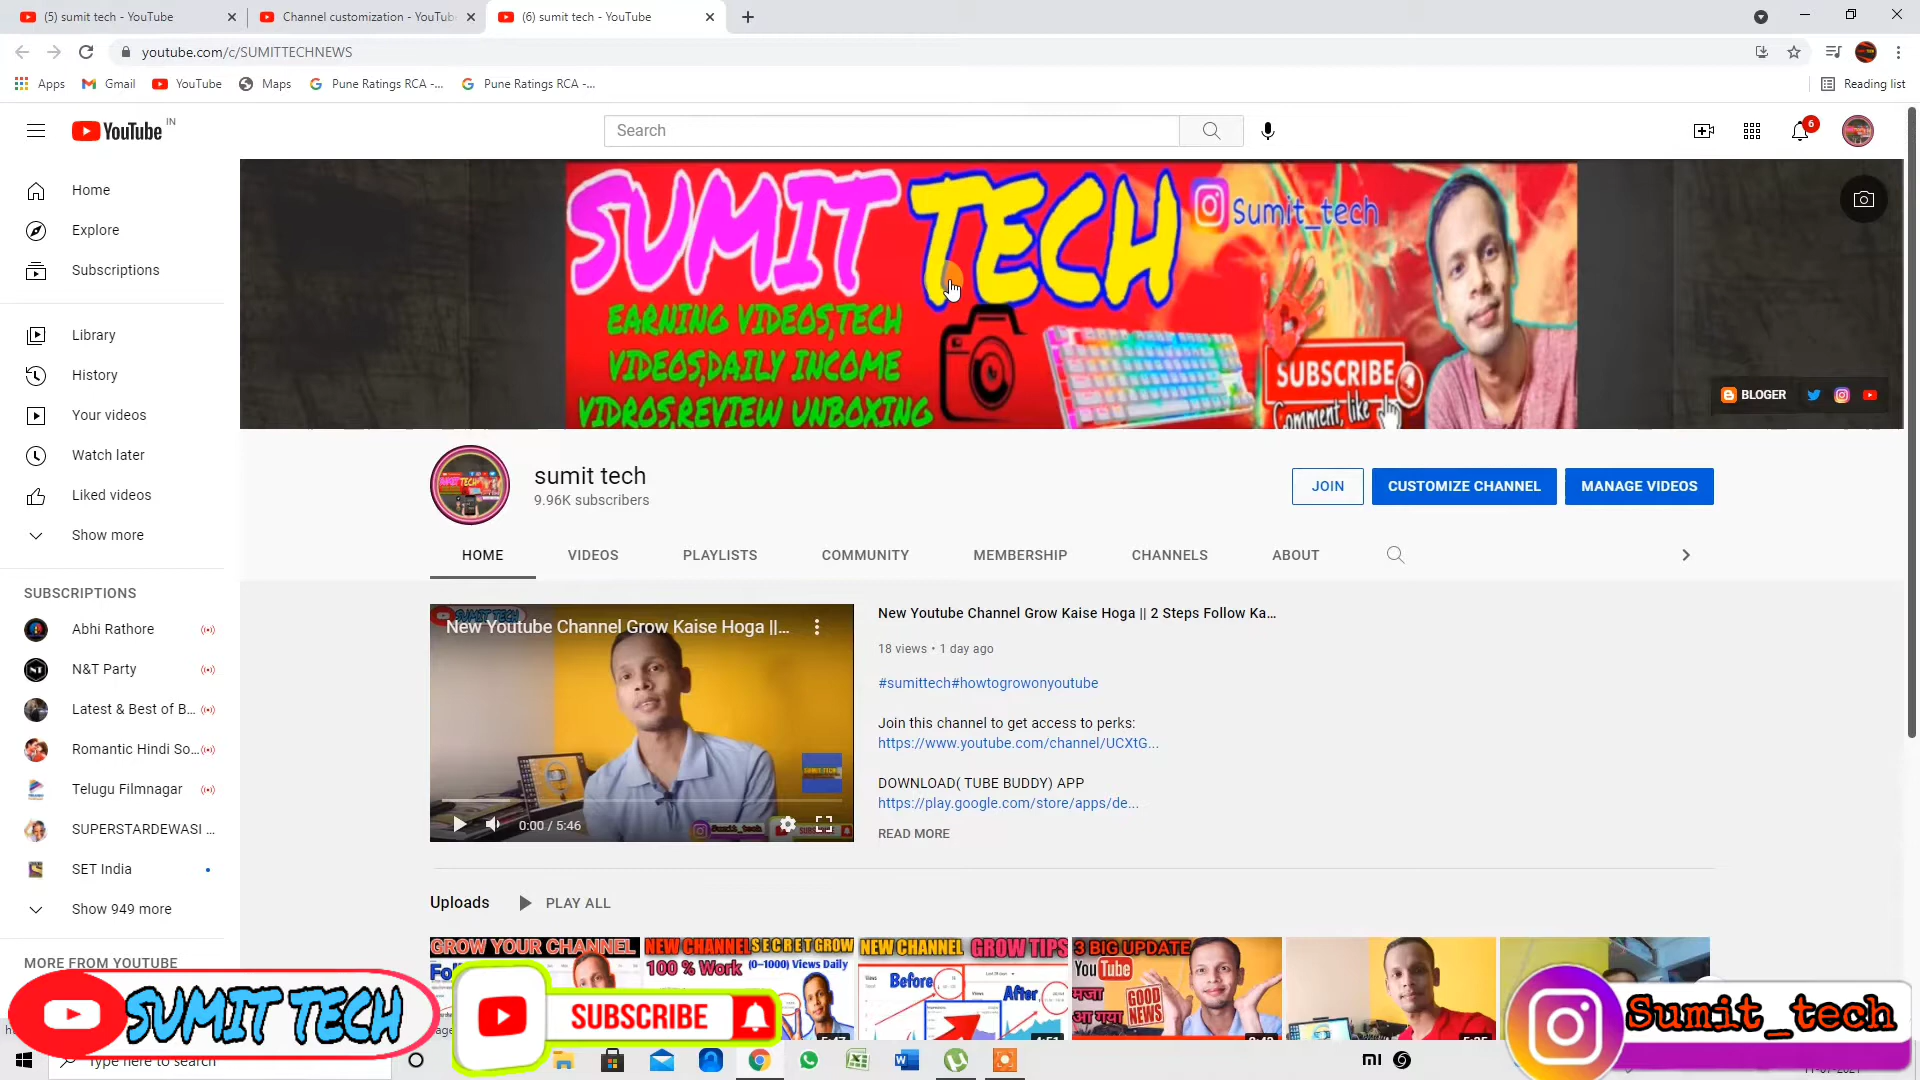 (5) sumit tech - YouTube
Channel customization - YouTube
(6) sumit tech - YouTube
youtube.com/c/SUMITTECHNEWS
Apps
Gmail
YouTube
Maps
Pune Ratings RCA -...
Pune Ratings RCA -...
Reading list
YouTube IN
Search
6
Home
Explore
Subscriptions
Library
History
Your videos
Watch later
Liked videos
Show more
SUBSCRIPTIONS
Abhi Rathore
N&T Party
Latest & Best of B...
Romantic Hindi So...
Telugu Filmnagar
SUPERSTARDEWASI ...
SET India
Show 949 more
MORE FROM YOUTUBE
SUMIT TECH
Sumit_tech
EARNING VIDEOS,TECH
VIDEOS,DAILY INCOME
VIDROS,REVIEW UNBOXING
SUBSCRIBE
Comment, like
BLOGER
sumit tech
9.96K subscribers
JOIN
CUSTOMIZE CHANNEL
MANAGE VIDEOS
HOME
VIDEOS
PLAYLISTS
COMMUNITY
MEMBERSHIP
CHANNELS
ABOUT
SUMIT TECH
New Youtube Channel Grow Kaise Hoga ||...
SUMIT TECH
0:00 / 5:46
New Youtube Channel Grow Kaise Hoga || 2 Steps Follow Ka...
18 views • 1 day ago
#sumittech#howtogrowonyoutube
Join this channel to get access to perks:
https://www.youtube.com/channel/UCXtG...
DOWNLOAD( TUBE BUDDY) APP
https://play.google.com/store/apps/de...
READ MORE
Uploads
PLAY ALL
GROW YOUR CHANNEL
NEW CHANNEL SECRET GROW
100 % Work
(0-1000) Views Daily
NEW CHANNEL GROW TIPS
Before
After
3 BIG UPDATE
YouTube
मजा
आ गया
GOOD
NEWS
SUMIT TECH
SUBSCRIBE
Sumit_tech
Type here to search